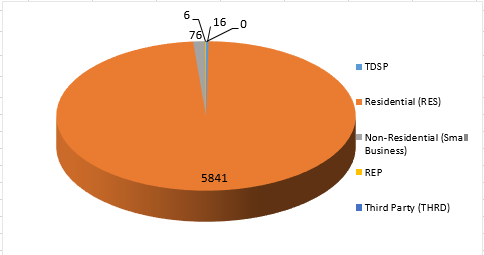 6
16
0
76
TDSP
Residential (RES)
Non-Residential (Small
Business)
REP
5841
Third Party (THRD)